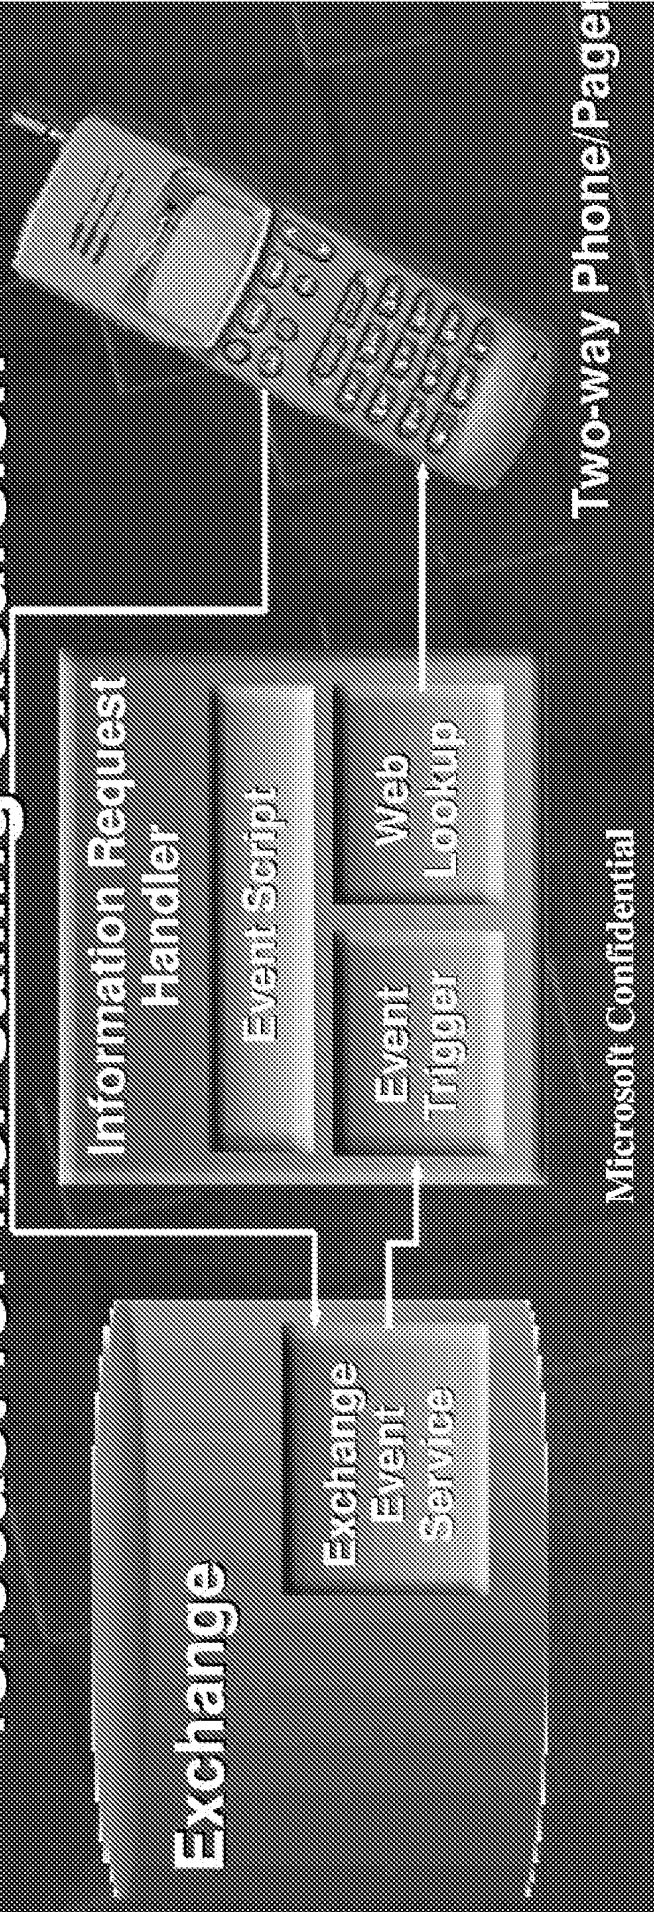 Exchange
Exchange
Event
Service
Information Request
Handler
Event Script
Event
Trigger
Web
Lookup
Two-way Phone/Pager
Microsoft Confidential